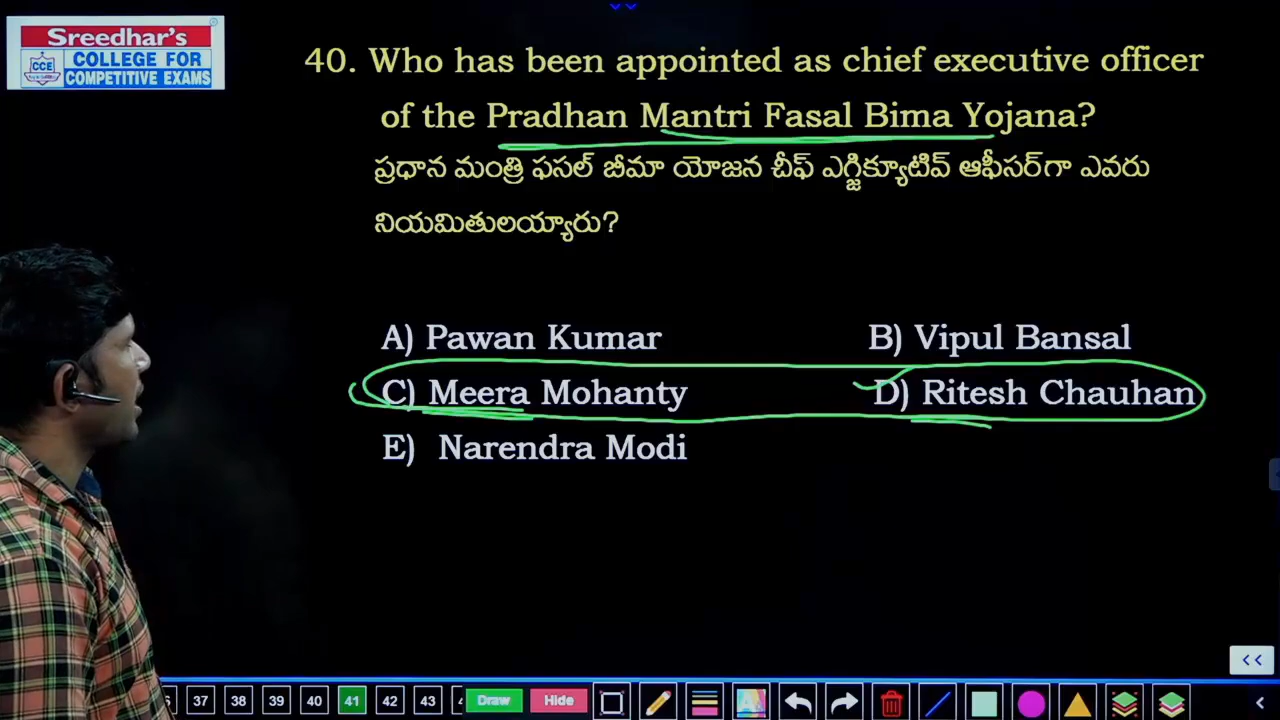 Sreedhar's
CCE
COLLEGE FOR
COMPETITIVE EXAMS
40. Who has been appointed as chief executive officer
of the Pradhan Mantri Fasal Bima Yojana?
ప్రధాన మంత్రి ఫసల్ బీమా యోజన చీఫ్ ఎగ్జిక్యూటివ్ ఆఫీసర్‌గా ఎవరు
నియమితులయ్యారు?
A) Pawan Kumar B) Vipul Bansal
C) Meera Mohanty D) Ritesh Chauhan
E) Narendra Modi
37 38 39 40 41 42 43 Draw Hide